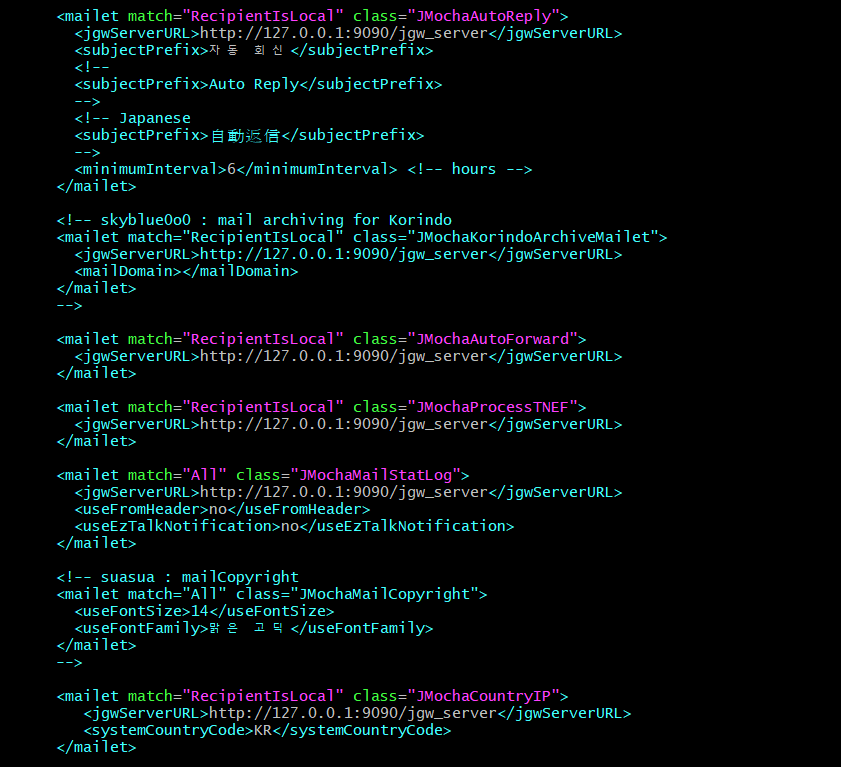 <mailet match="RecipientIsLocal" class="JMochaAutoReply">
<jgwServerURL>http://127.0.0.1:9090/jgw_server</jgwServerURL>
<subjectPrefix>자동 회신</subjectPrefix>
<!--
<subjectPrefix>Auto Reply</subjectPrefix>
-->
<!-- Japanese
<subjectPrefix>自動返信</subjectPrefix>
-->
<minimumInterval>6</minimumInterval> <!-- hours -->
</mailet>
<!-- skyblue0o0 : mail archiving for Korindo
<mailet match="RecipientIsLocal" class="JMochaKorindoArchiveMailet">
<jgwServerURL>http://127.0.0.1:9090/jgw_server</jgwServerURL>
<mailDomain></mailDomain>
</mailet>
-->
<mailet match="RecipientIsLocal" class="JMochaAutoForward">
<jgwServerURL>http://127.0.0.1:9090/jgw_server</jgwServerURL>
</mailet>
<mailet match="RecipientIsLocal" class="JMochaProcessTNEF">
<jgwServerURL>http://127.0.0.1:9090/jgw_server</jgwServerURL>
</mailet>
<mailet match="All" class="JMochaMailStatLog">
<jgwServerURL>http://127.0.0.1:9090/jgw_server</jgwServerURL>
<useFromHeader>no</useFromHeader>
<useEzTalkNotification>no</useEzTalkNotification>
</mailet>
<!-- suasua : mailCopyright
<mailet match="All" class="JMochaMailCopyright">
<useFontSize>14</useFontSize>
<useFontFamily>맑은 고딕</useFontFamily>
</mailet>
-->
<mailet match="RecipientIsLocal" class="JMochaCountryIP">
<jgwServerURL>http://127.0.0.1:9090/jgw_server</jgwServerURL>
<systemCountryCode>KR</systemCountryCode>
</mailet>